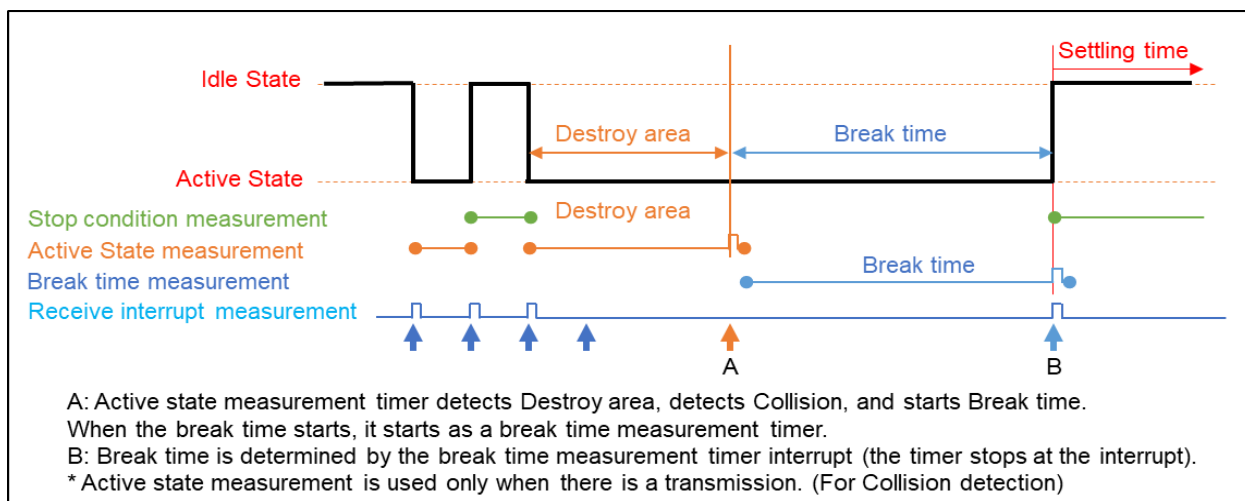 Settling time
Idle State
Destroy area
Break time
Active State
Stop condition measurement
Destroy area
Active State measurement
Break time measurement
Break time
Receive interrupt measurement
A
B
A: Active state measurement timer detects Destroy area, detects Collision, and starts Break time.
When the break time starts, it starts as a break time measurement timer.
B: Break time is determined by the break time measurement timer interrupt (the timer stops at the interrupt).
* Active state measurement is used only when there is a transmission. (For Collision detection)